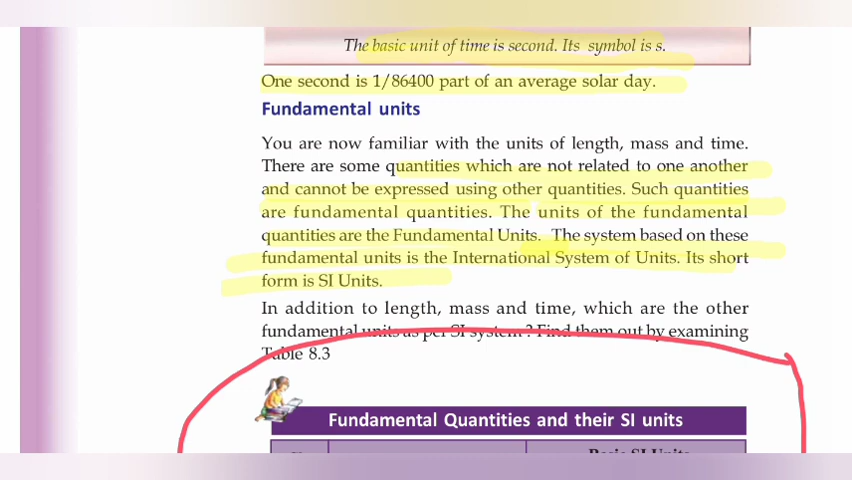 The basic unit of time is second. Its symbol is s.
One second is 1/86400 part of an average solar day.
Fundamental units
You are now familiar with the units of length, mass and time.
There are some quantities which are not related to one another
and cannot be expressed using other quantities. Such quantities
are fundamental quantities. The units of the fundamental
quantities are the Fundamental Units. The system based on these
fundamental units is the International System of Units. Its short
form is SI Units.
In addition to length, mass and time, which are the other
fundamental units as per SI system ? Find them out by examining
Table 8.3
Fundamental Quantities and their SI units
Basic SI Units